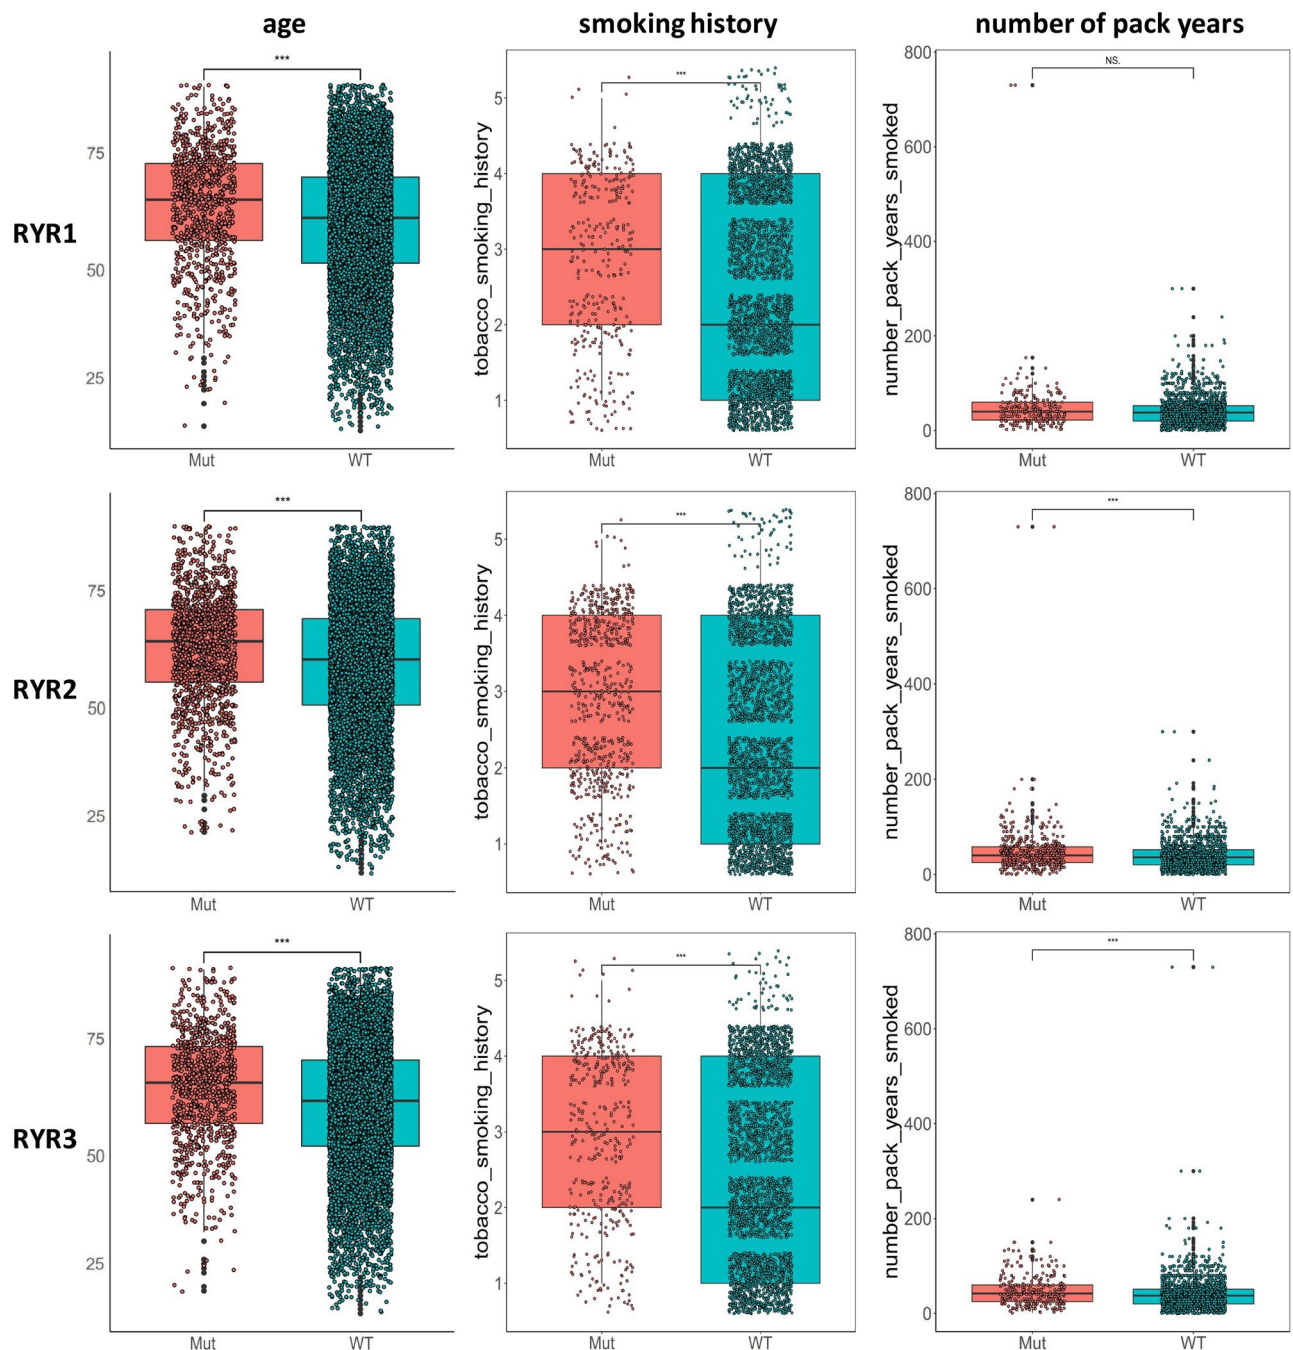 age
smoking history
number of pack years
RYR1
75
50
25
***
Mut
WT
tobacco_smoking_history
5
4
3
2
1
***
Mut
WT
number_pack_years_smoked
800
600
400
200
0
NS.
Mut
WT
RYR2
75
50
25
***
Mut
WT
tobacco_smoking_history
5
4
3
2
1
***
Mut
WT
number_pack_years_smoked
800
600
400
200
0
***
Mut
WT
RYR3
75
50
25
***
Mut
WT
tobacco_smoking_history
5
4
3
2
1
***
Mut
WT
number_pack_years_smoked
800
600
400
200
0
***
Mut
WT